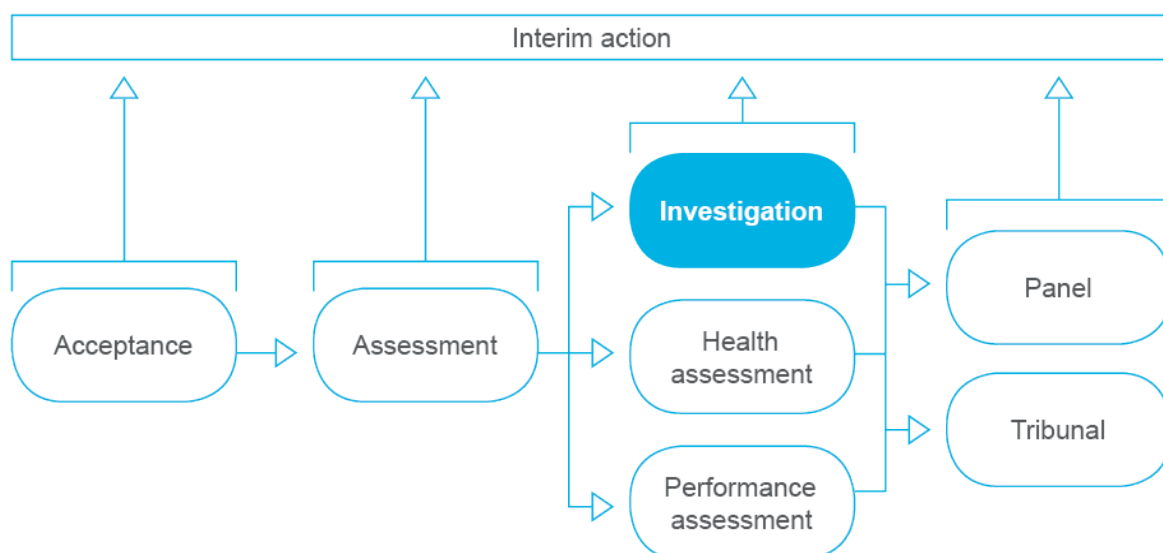 Interim action
Acceptance
Assessment
Investigation
Health
assessment
Performance
assessment
Panel
Tribunal